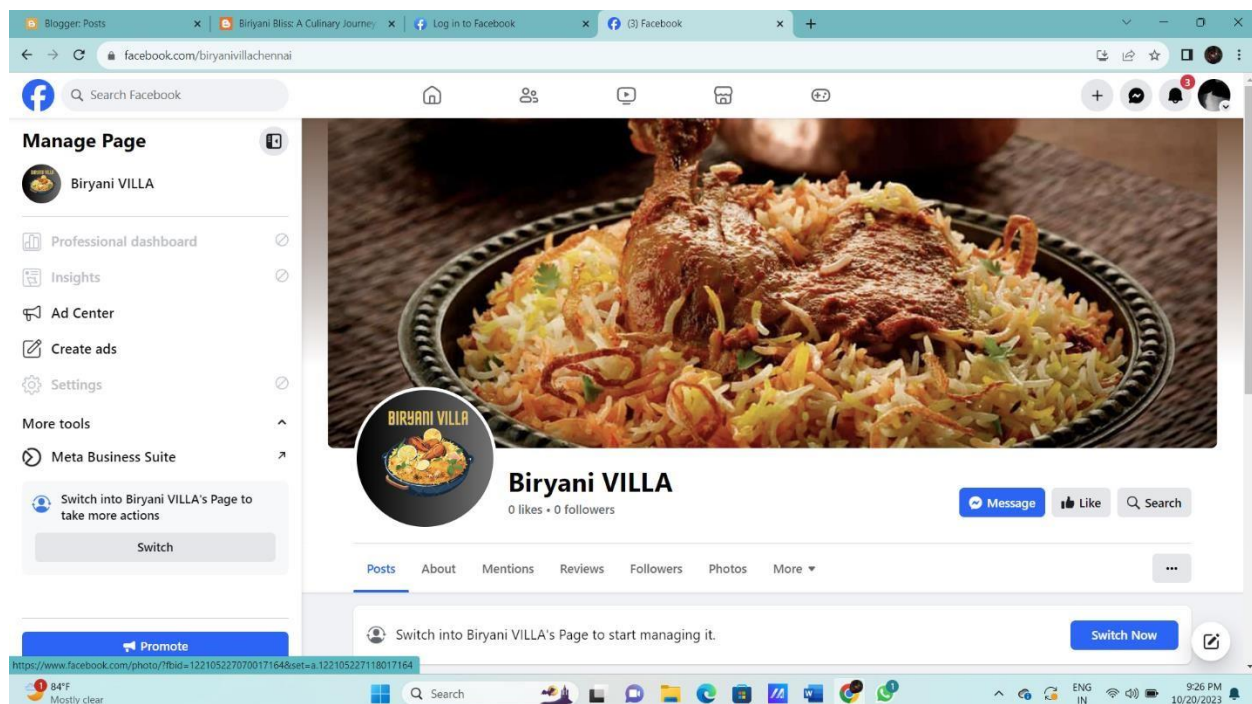 Blogger: Posts
Biriyani Bliss: A Culinary Journey
Log in to Facebook
(3) Facebook
facebook.com/biryanivillachennai
Search Facebook
3
Manage Page
Biryani VILLA
Professional dashboard
Insights
Ad Center
Create ads
Settings
More tools
Meta Business Suite
Switch into Biryani VILLA's Page to
take more actions
Switch
Promote
BIRYANI VILLA
Biryani VILLA
0 likes • 0 followers
Message
Like
Search
Posts
About
Mentions
Reviews
Followers
Photos
More
Switch into Biryani VILLA's Page to start managing it.
Switch Now
https://www.facebook.com/photo/?fbid=122105227070017164&set=a.122105227118017164
1
84°F
Mostly clear
Search
ENG
IN
9:26 PM
10/20/2023